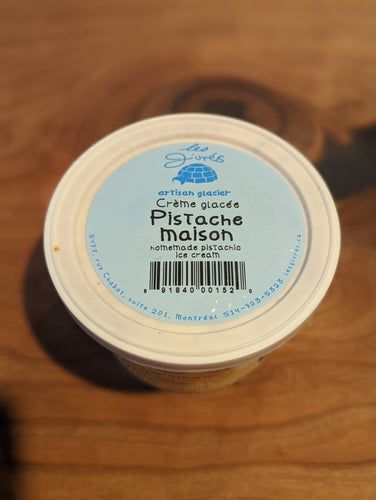 Les
Givrés
artisan glacier
Crème glacée
Pistache
maison
homemade pistachio
ice cream
8 91840 00152 0
5477, rue Chabot, suite 201, Montréal 514-903-5323 lesgivres.ca